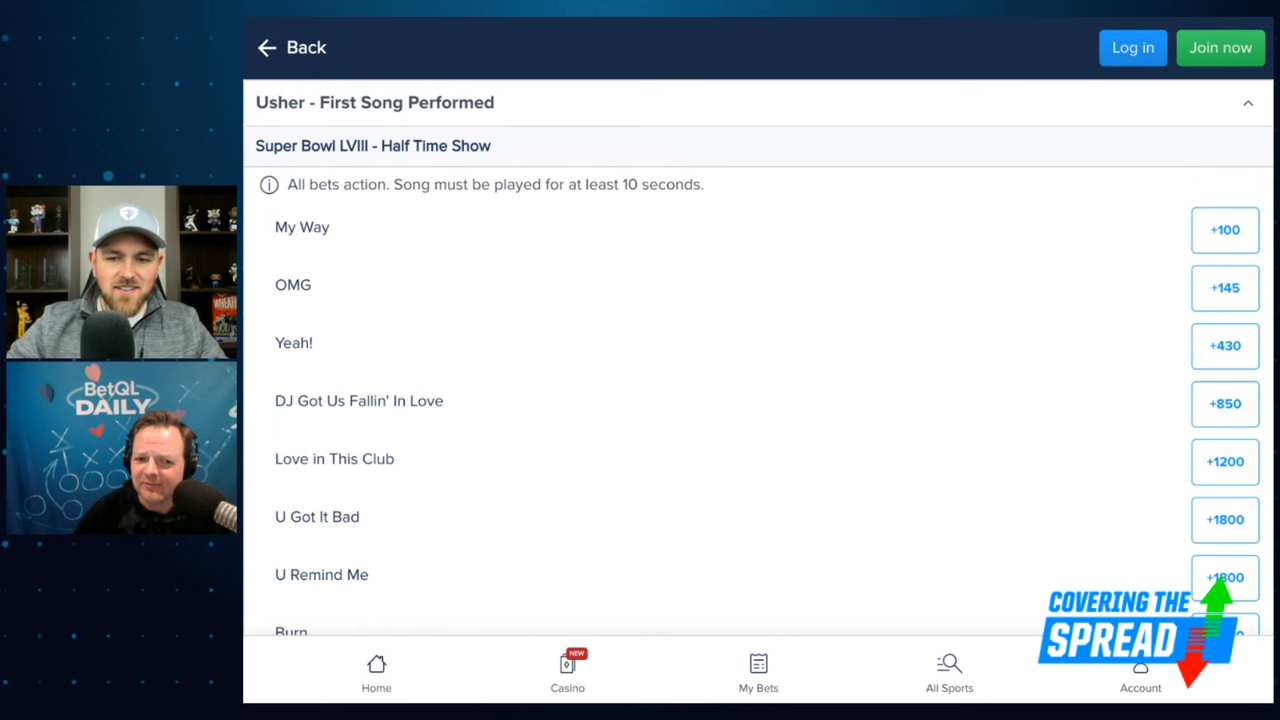 Back
Log in
Join now
Usher - First Song Performed
Super Bowl LVIII - Half Time Show
All bets action. Song must be played for at least 10 seconds.
My Way
+100
OMG
+145
Yeah!
+430
DJ Got Us Fallin' In Love
+850
Love in This Club
+1200
U Got It Bad
+1800
U Remind Me
+1800
Burn
BetQL
DAILY
WHEATIES
COVERING THE
SPREAD
NEW
Home
Casino
My Bets
All Sports
Account